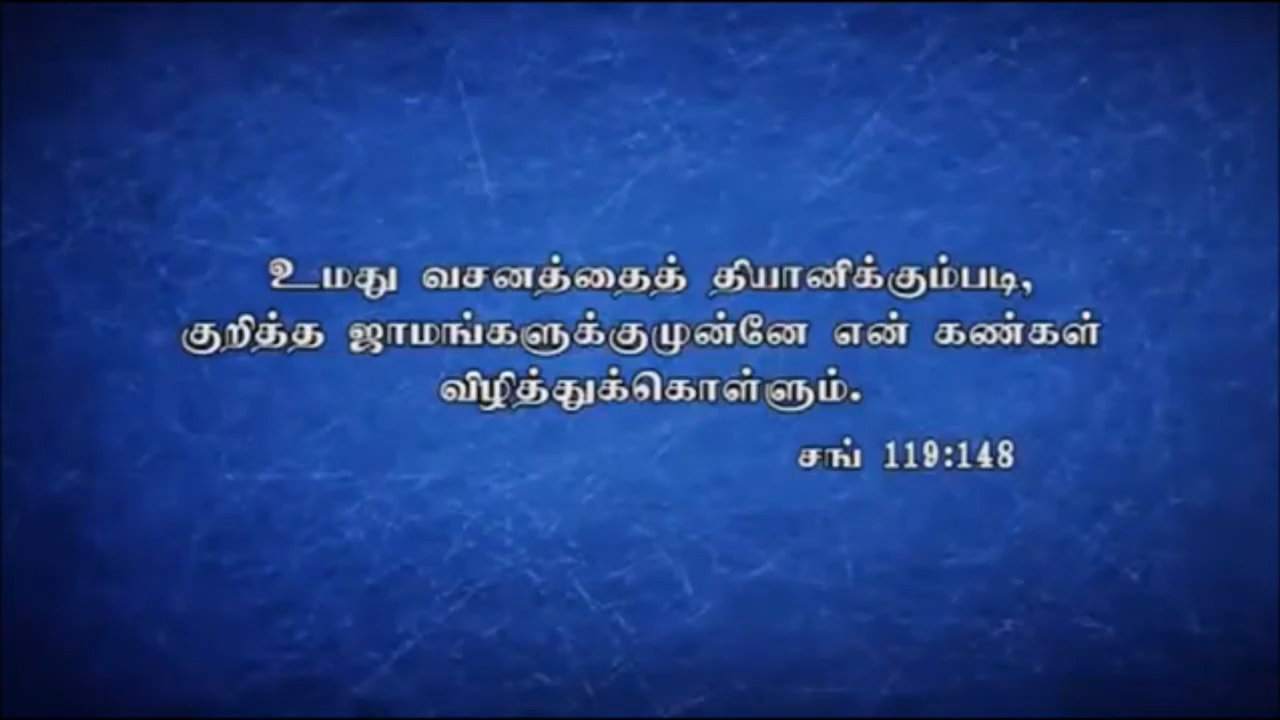 உமது வசனத்தைத் தியானிக்கும்படி,
குறித்த ஜாமங்களுக்குமுன்னே என் கண்கள்
விழித்துக்கொள்ளும்.
சங் 119:148